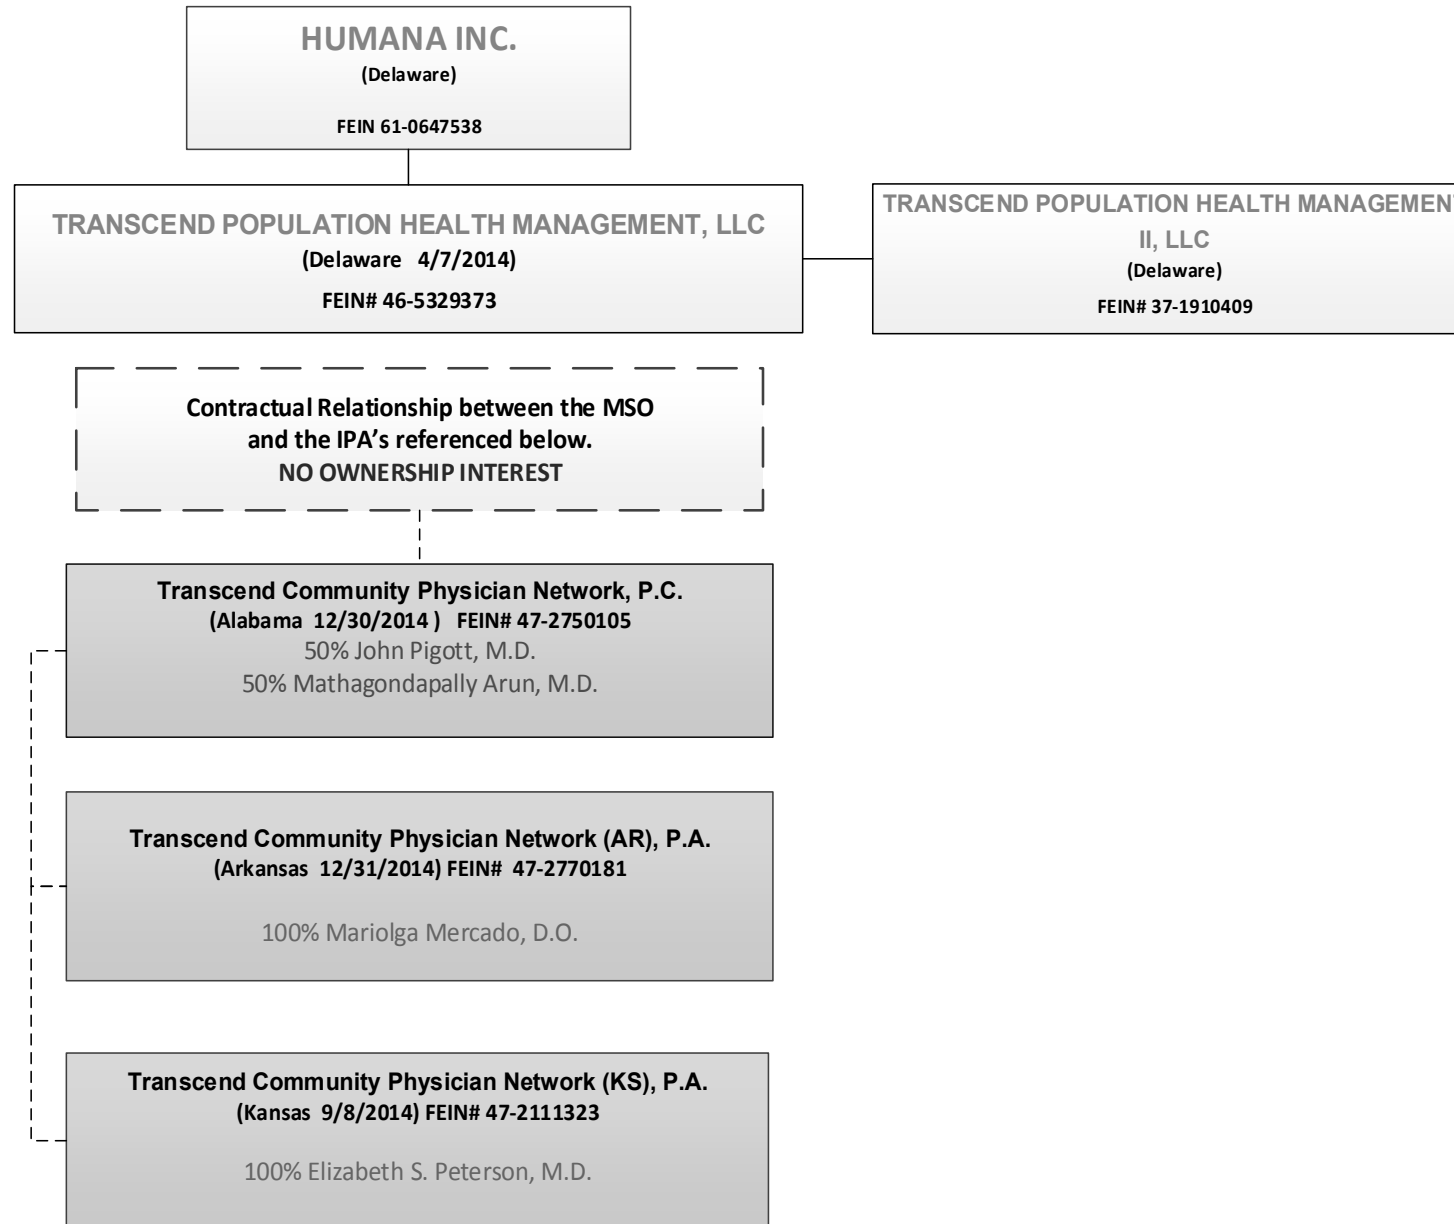 HUMANA INC.
(Delaware)
FEIN 61-0647538
TRANSCEND POPULATION HEALTH MANAGEMENT, LLC
(Delaware 4/7/2014)
FEIN# 46-5329373
TRANSCEND POPULATION HEALTH MANAGEMEN
II, LLC
(Delaware)
FEIN# 37-1910409
Contractual Relationship between the MSO
and the IPA's referenced below.
NO OWNERSHIP INTEREST
Transcend Community Physician Network, P.C.
(Alabama 12/30/2014 ) FEIN# 47-2750105
50% John Pigott, M.D.
50% Mathagondapally Arun, M.D.
Transcend Community Physician Network (AR), P.A.
(Arkansas 12/31/2014) FEIN# 47-2770181
100% Mariolga Mercado, D.O.
Transcend Community Physician Network (KS), P.A.
(Kansas 9/8/2014) FEIN# 47-2111323
100% Elizabeth S. Peterson, M.D.